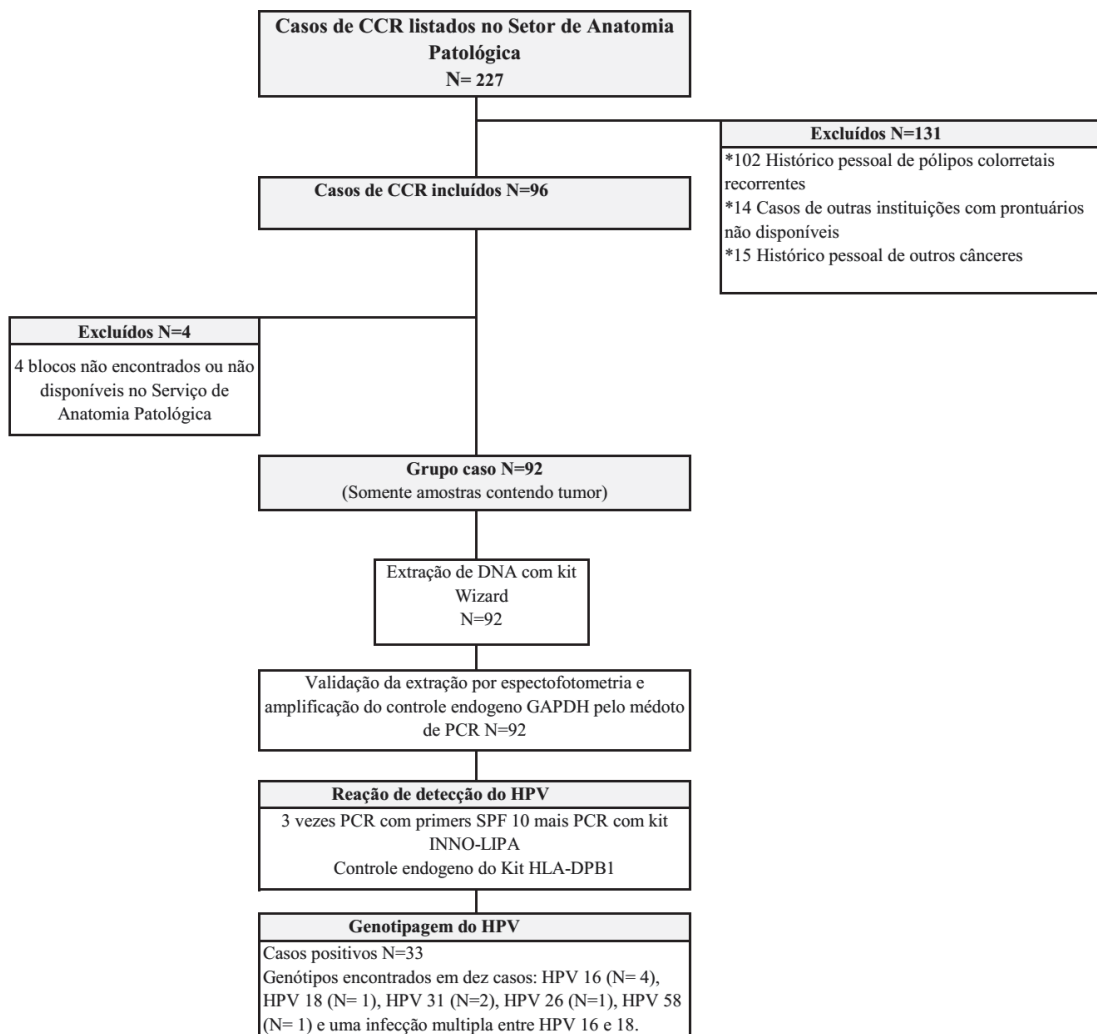 Casos de CCR listados no Setor de Anatomia
Patológica
N= 227
Excluídos N=131
*102 Histórico pessoal de pólipos colorretais
recorrentes
*14 Casos de outras instituições com prontuários
não disponíveis
*15 Histórico pessoal de outros cânceres
Casos de CCR incluídos N=96
Excluídos N=4
4 blocos não encontrados ou não
disponíveis no Serviço de
Anatomia Patológica
Grupo caso N=92
(Somente amostras contendo tumor)
Extração de DNA com kit
Wizard
N=92
Validação da extração por espectofotometria e
amplificação do controle endogeno GAPDH pelo médoto
de PCR N=92
Reação de detecção do HPV
3 vezes PCR com primers SPF 10 mais PCR com kit
INNO-LIPA
Controle endogeno do Kit HLA-DPB1
Genotipagem do HPV
Casos positivos N=33
Genótipos encontrados em dez casos: HPV 16 (N= 4),
HPV 18 (N= 1), HPV 31 (N=2), HPV 26 (N=1), HPV 58
(N= 1) e uma infecção multipla entre HPV 16 e 18.